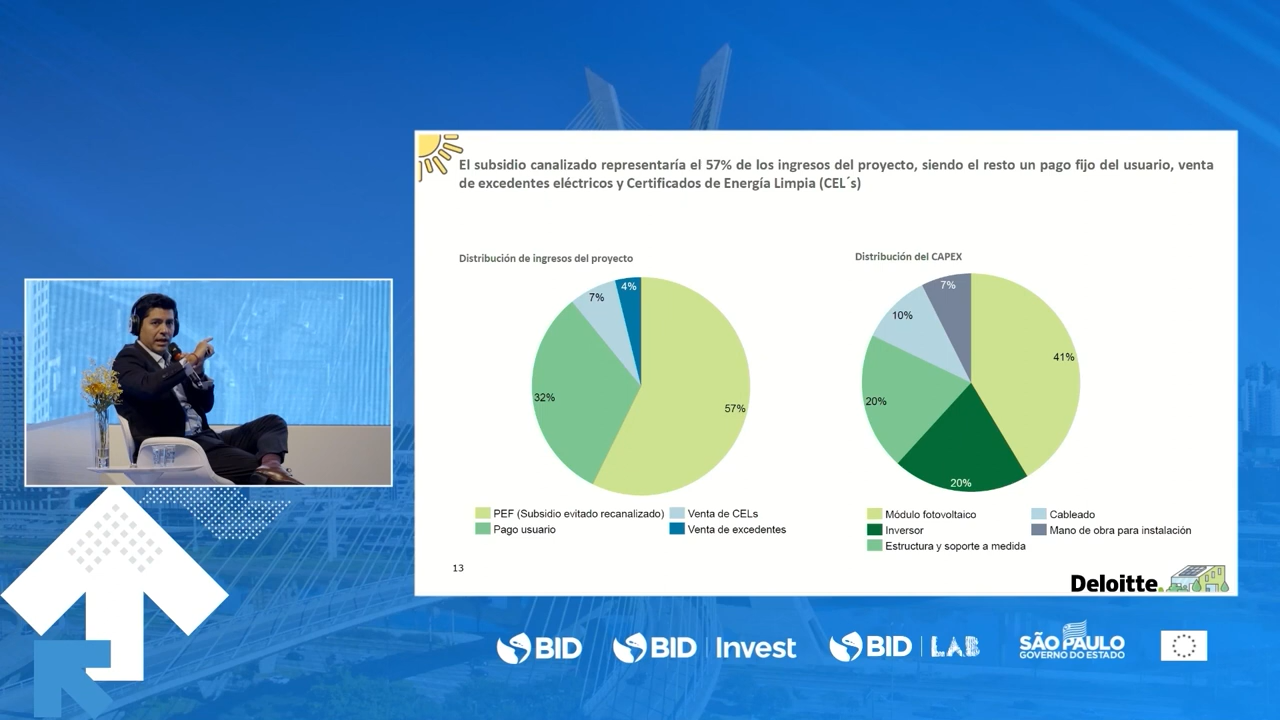 El subsidio canalizado representaría el 57% de los ingresos del proyecto, siendo el resto un pago fijo del usuario, venta
de excedentes eléctricos y Certificados de Energía Limpia (CEL´s)
Distribución de ingresos del proyecto
4%
7%
32%
57%
PEF (Subsidio evitado recanalizado)
Venta de CELs
Pago usuario
Venta de excedentes
Distribución del CAPEX
7%
10%
41%
20%
20%
Módulo fotovoltaico
Cableado
Inversor
Mano de obra para instalación
Estructura y soporte a medida
13
Deloitte.
BID
BID Invest
BID LAB
SÃO PAULO
GOVERNO DO ESTADO